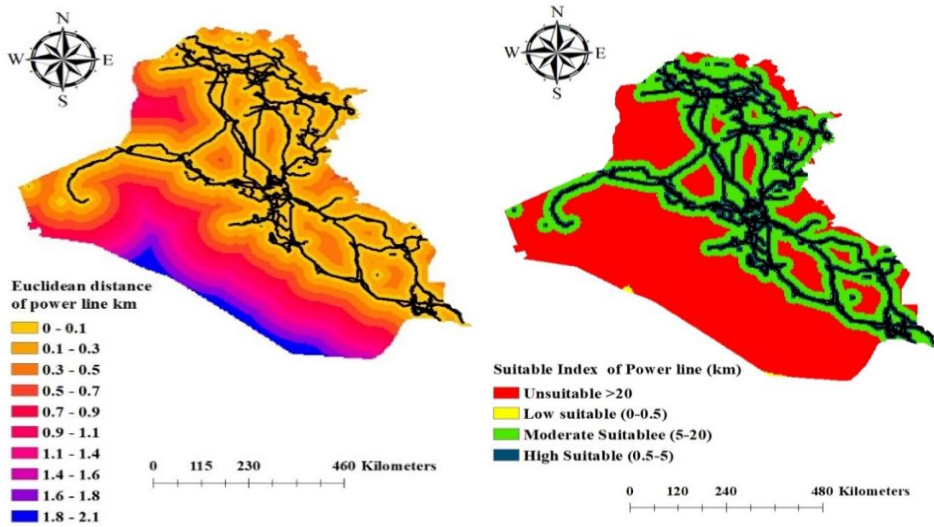 N
W E
S
Euclidean distance
of power line km
0 - 0.1
0.1 - 0.3
0.3 - 0.5
0.5 - 0.7
0.7 - 0.9
0.9 - 1.1
1.1 - 1.4
1.4 - 1.6
1.6 - 1.8
1.8 - 2.1
0 115 230 460 Kilometers
N
W E
S
Suitable Index of Power line (km)
Unsuitable >20
Low suitable (0-0.5)
Moderate Suitablee (5-20)
High Suitable (0.5-5)
0 120 240 480 Kilometers